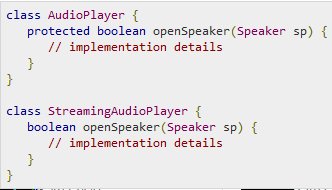 class AudioPlayer {
   protected boolean openSpeaker(Speaker sp) {
      // implementation details
   }
}

class StreamingAudioPlayer {
   boolean openSpeaker(Speaker sp) {
      // implementation details
   }
}